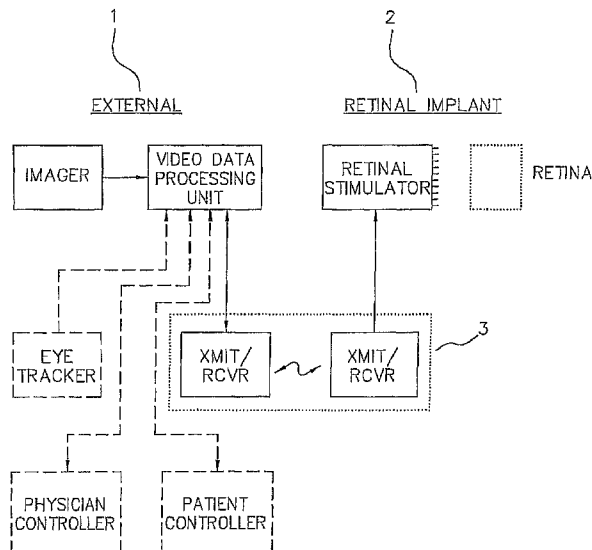 1
2
EXTERNAL
RETINAL IMPLANT
IMAGER
VIDEO DATA
PROCESSING
UNIT
RETINAL
STIMULATOR
RETINA
3
EYE
TRACKER
XMIT/
RCVR
XMIT/
RCVR
PHYSICIAN
CONTROLLER
PATIENT
CONTROLLER